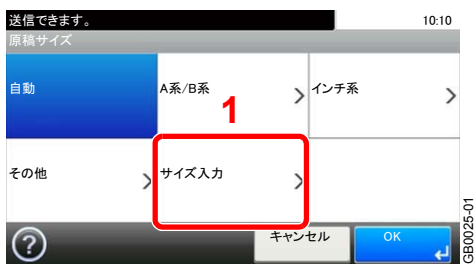 送信できます。
10:10
原稿サイズ
自動
A系/B系
インチ系
1
その他
サイズ入力
?
キャンセル
OK
GB0025-01